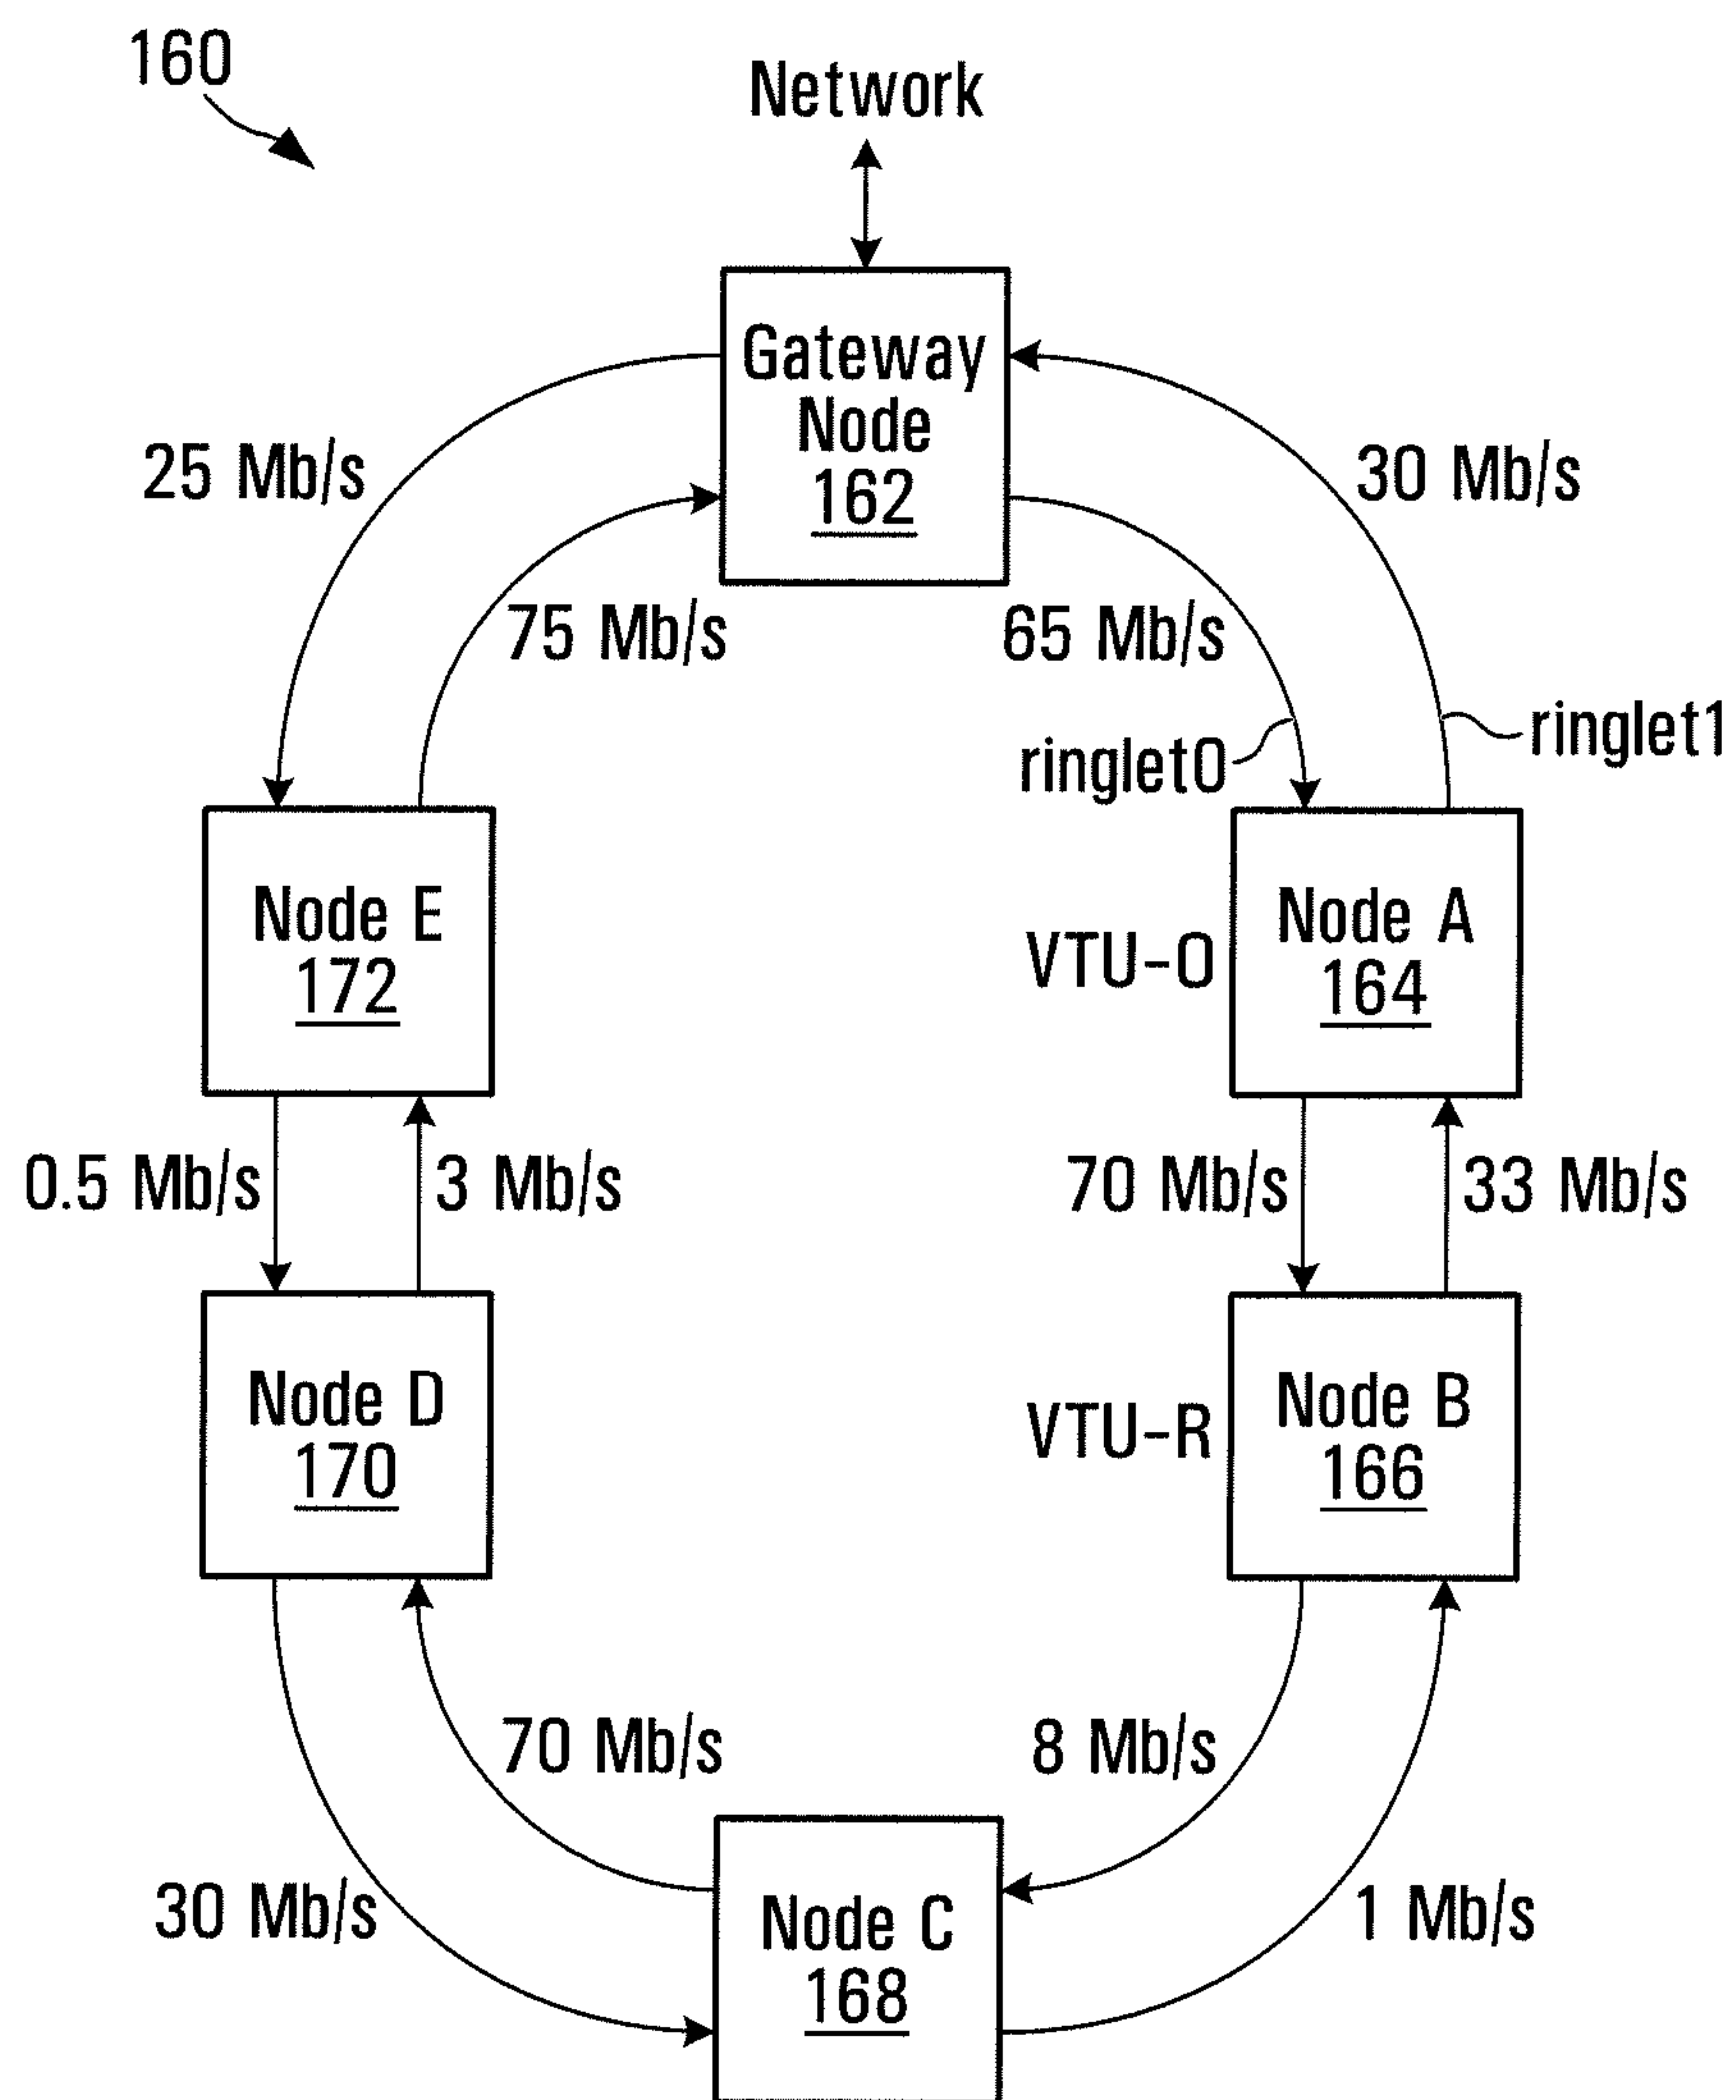 160
Network
Gateway
Node
162
25 Mb/s
30 Mb/s
75 Mb/s
65 Mb/s
ringlet0
ringlet1
Node E
172
VTU-O
Node A
164
0.5 Mb/s
3 Mb/s
70 Mb/s
33 Mb/s
Node D
170
VTU-R
Node B
166
70 Mb/s
8 Mb/s
30 Mb/s
1 Mb/s
Node C
168